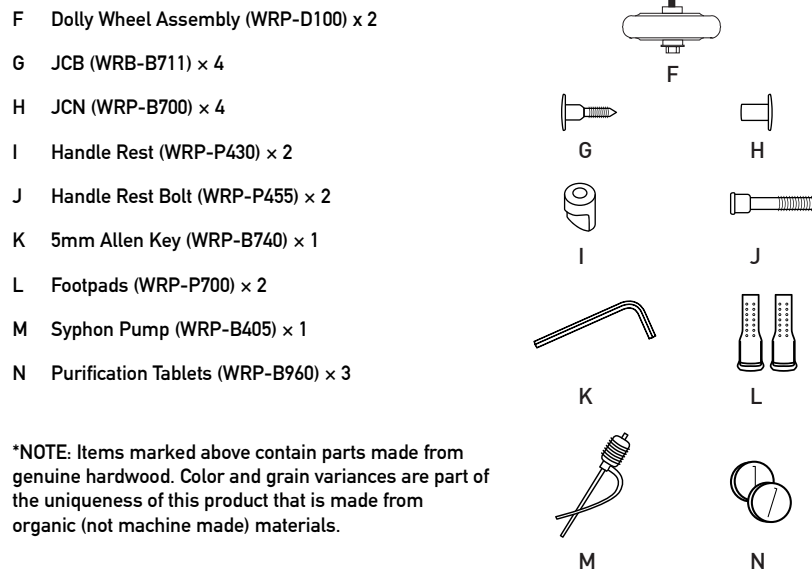 F Dolly Wheel Assembly (WRP-D100) x 2
G JCB (WRB-B711) × 4
H JCN (WRP-B700) × 4
I Handle Rest (WRP-P430) × 2
J Handle Rest Bolt (WRP-P455) × 2
K 5mm Allen Key (WRP-B740) × 1
L Footpads (WRP-P700) × 2
M Syphon Pump (WRP-B405) × 1
N Purification Tablets (WRP-B960) × 3
*NOTE: Items marked above contain parts made from
genuine hardwood. Color and grain variances are part of
the uniqueness of this product that is made from
organic (not machine made) materials.
F
G H
I J
K L
M N